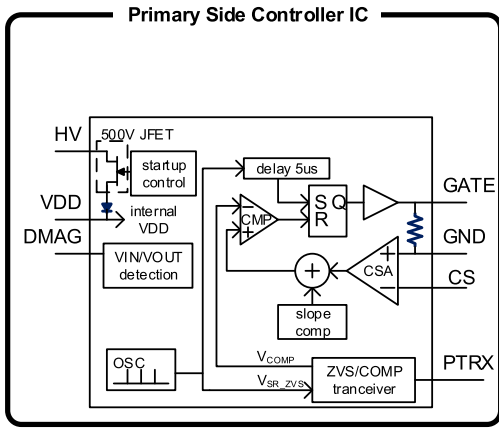 Primary Side Controller IC
HV
500V JFET
startup
control
delay 5us
VDD
internal
VDD
DMAG
VIN/VOUT
detection
CMP
S Q
R
GATE
GND
CSA
CS
slope
comp
OSC
VCOMP
VSR_ZVS
ZVS/COMP
tranceiver
PTRX